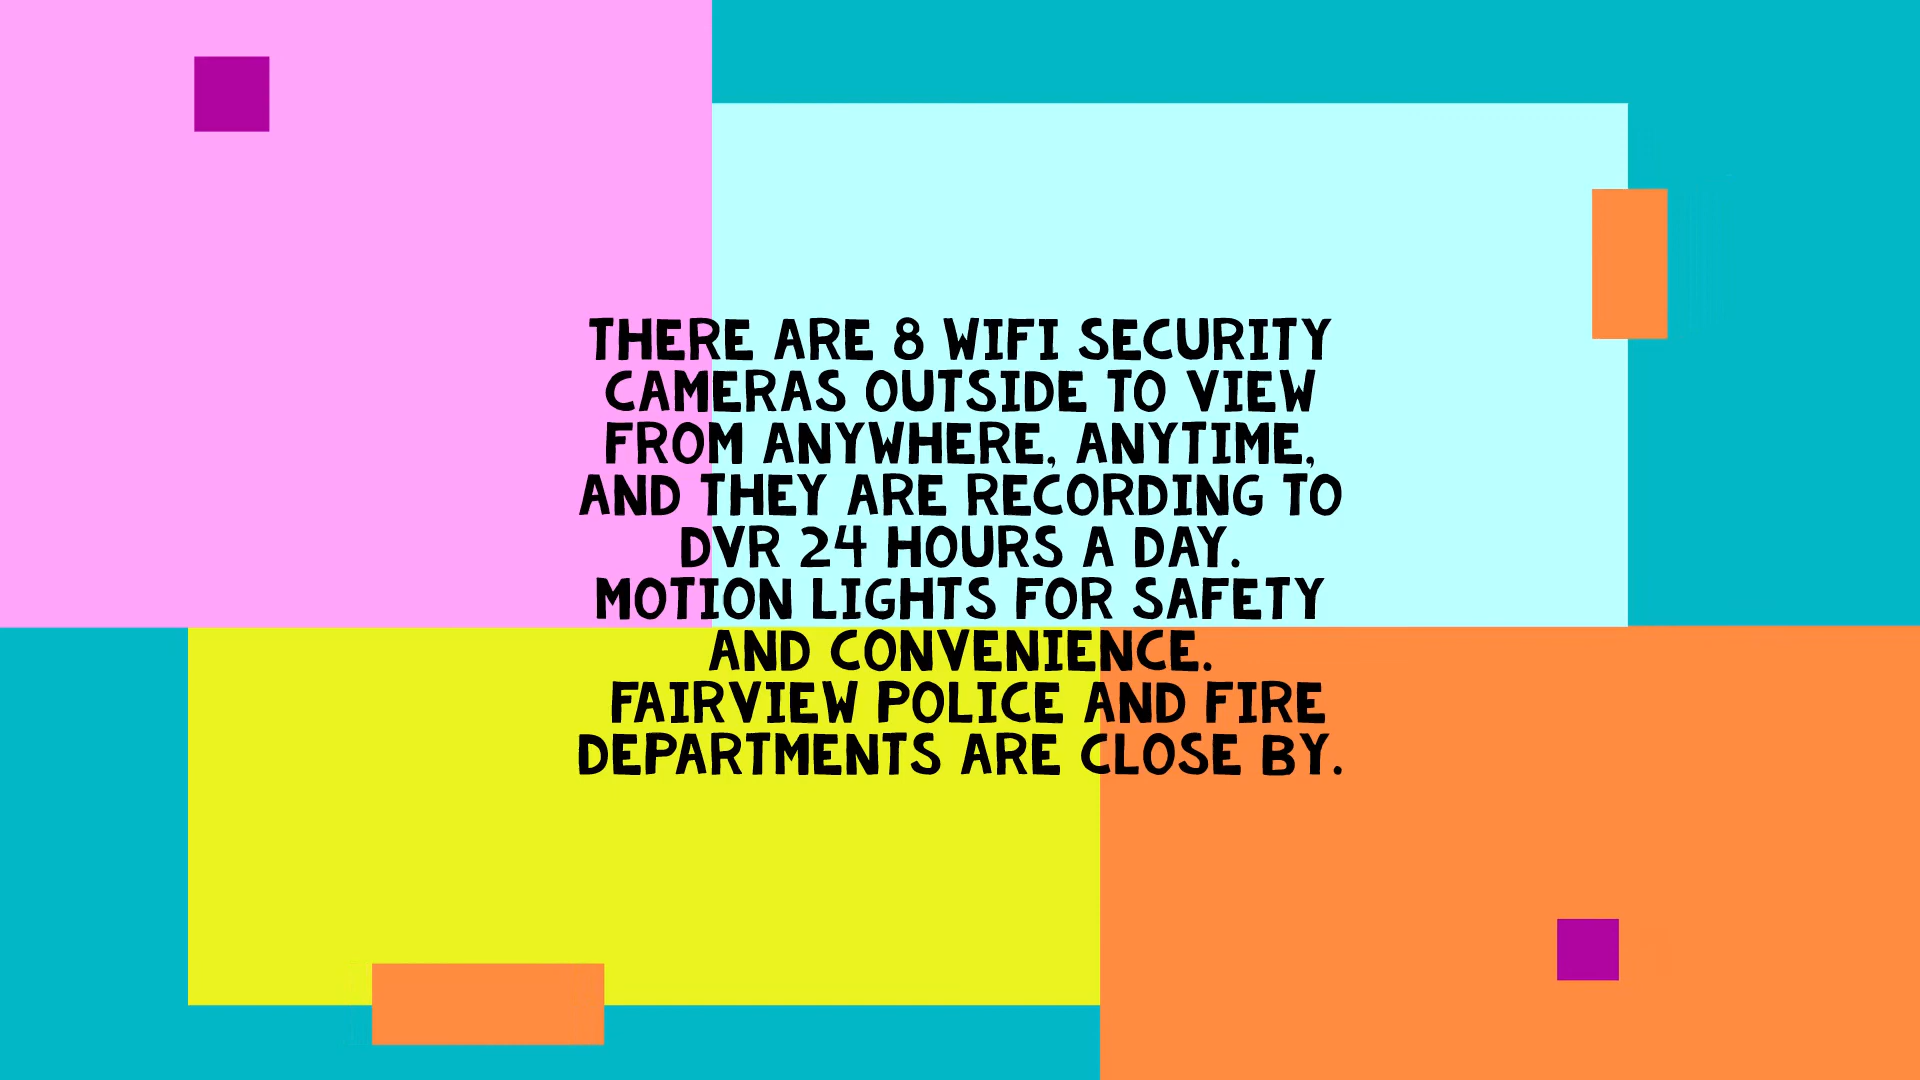 THERE ARE 8 WIFI SECURITY
CAMERAS OUTSIDE TO VIEW
FROM ANYWHERE, ANYTIME,
AND THEY ARE RECORDING TO
DVR 24 HOURS A DAY.
MOTION LIGHTS FOR SAFETY
AND CONVENIENCE.
FAIRVIEW POLICE AND FIRE
DEPARTMENTS ARE CLOSE BY.